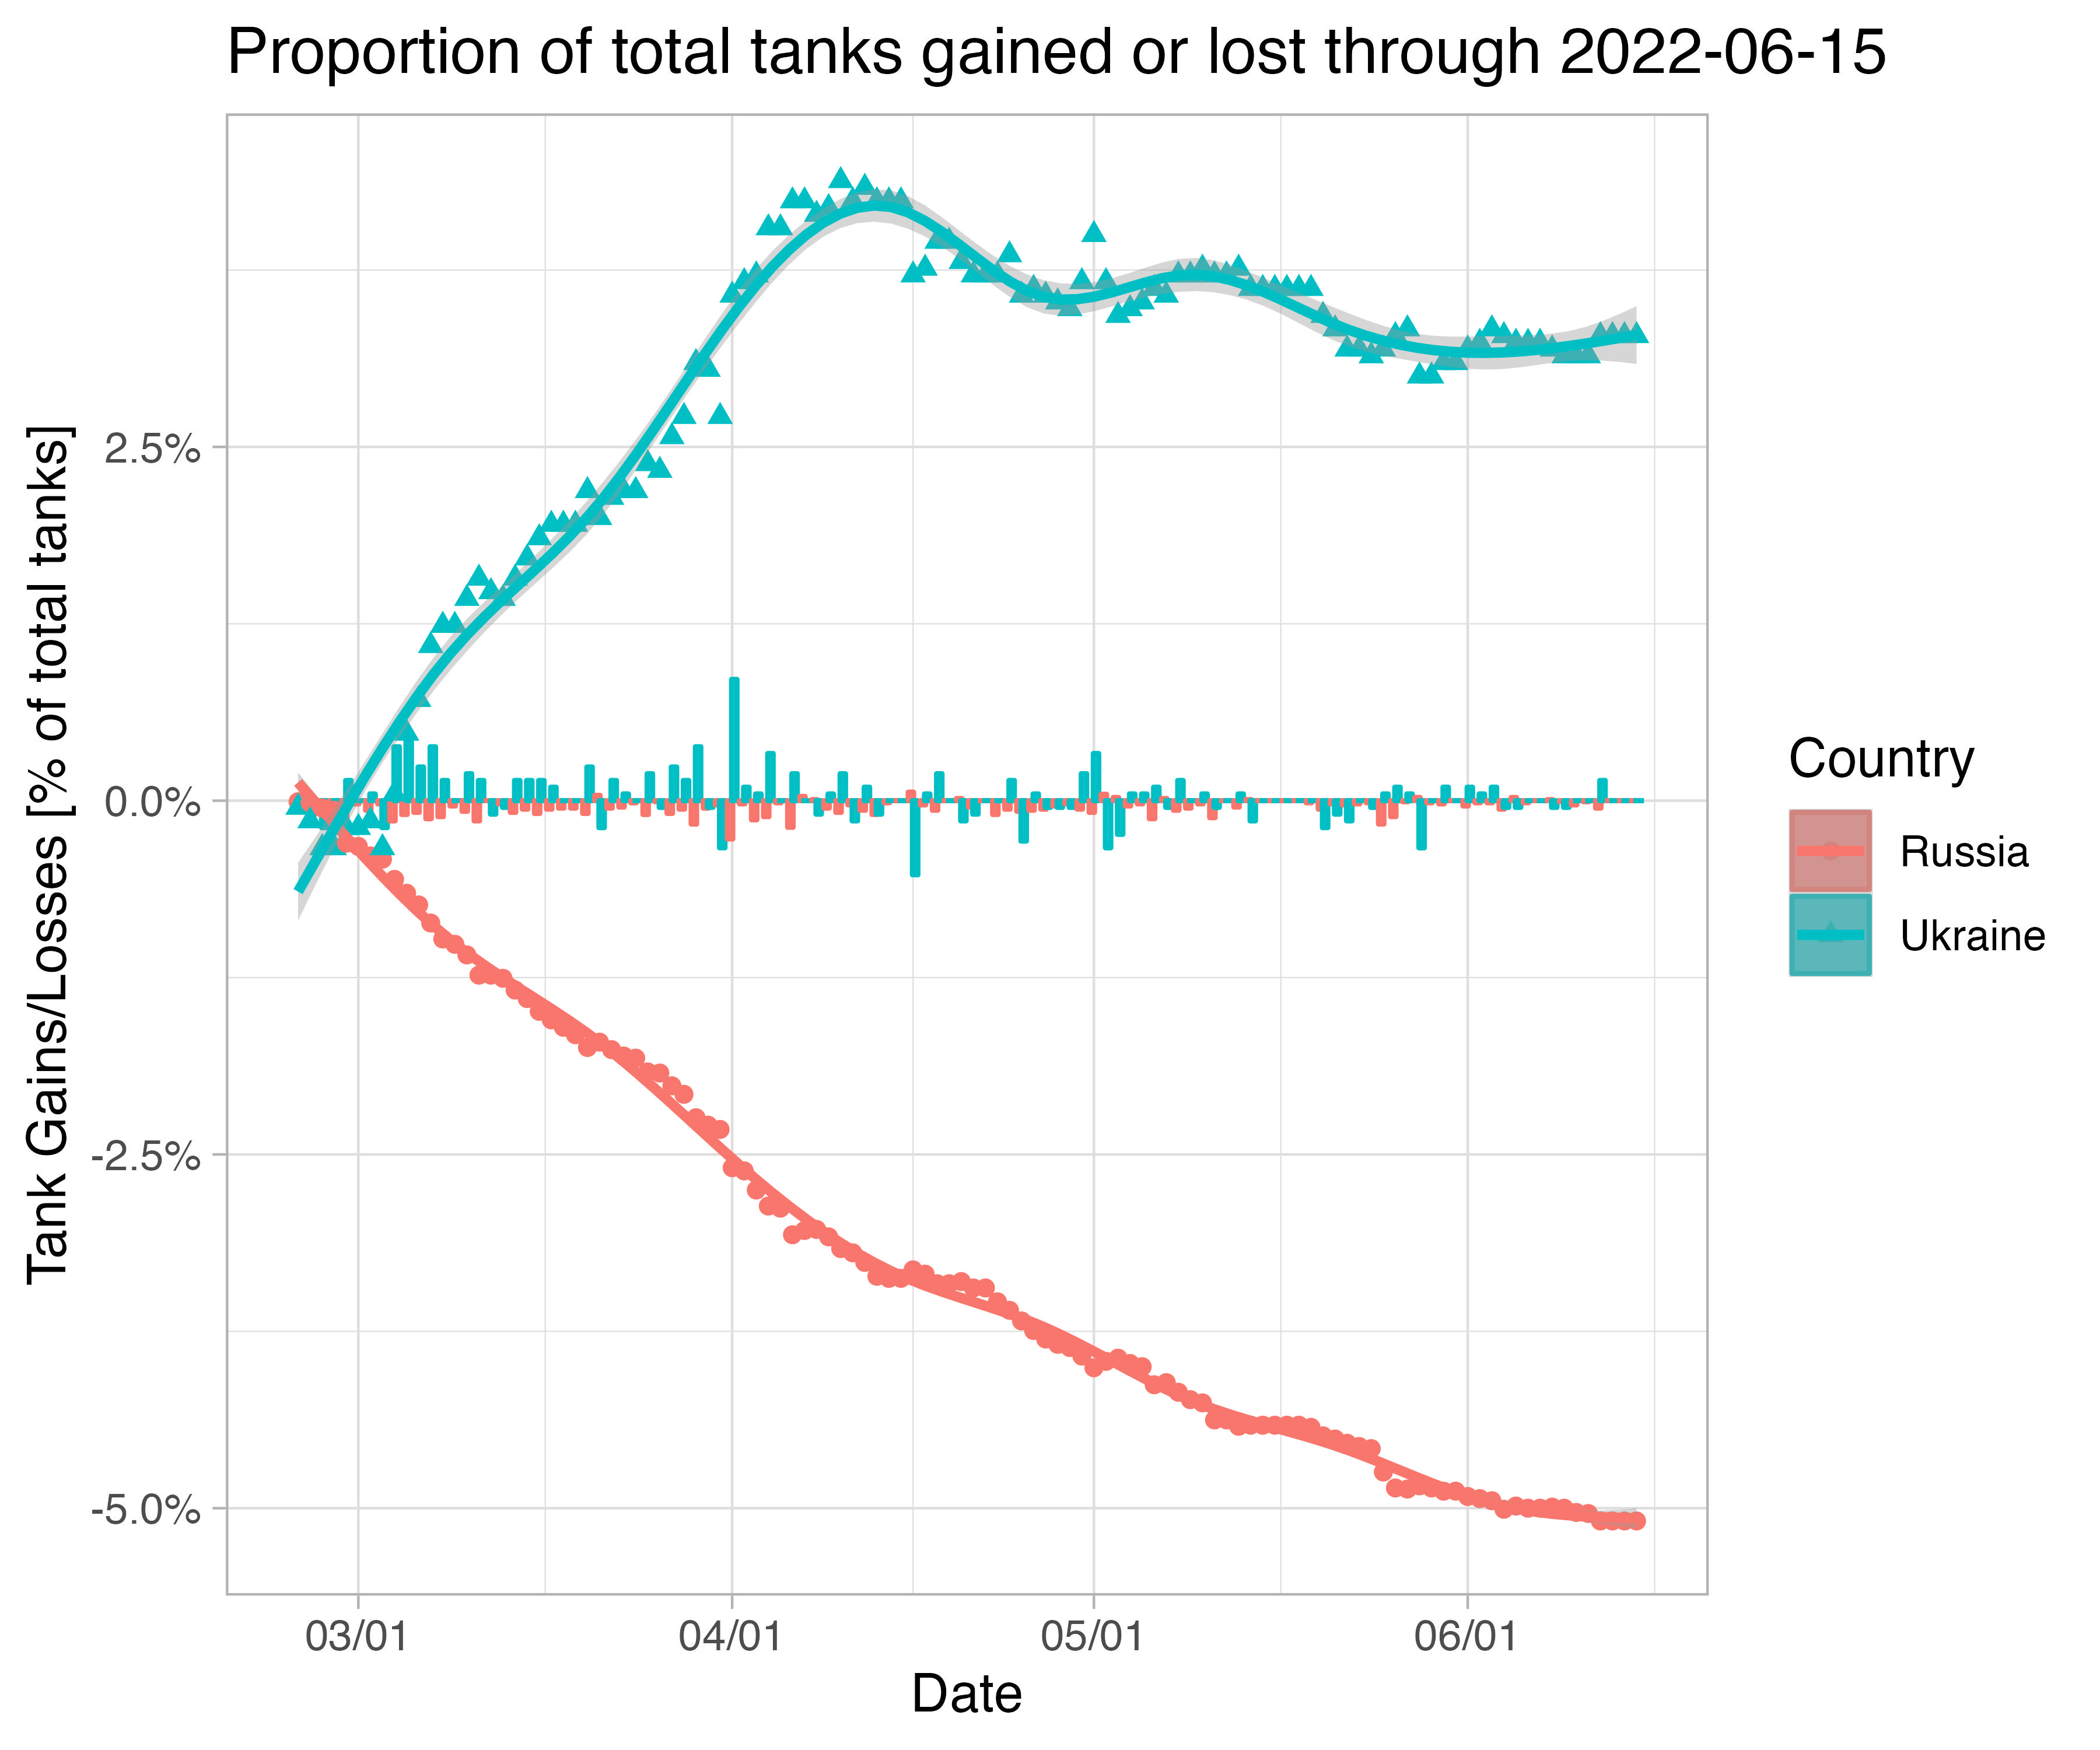 Proportion of total tanks gained or lost through 2022-06-15
Tank Gains/Losses [% of total tanks]
2.5%
0.0%
-2.5%
-5.0%
03/01
04/01
05/01
06/01
Date
Country
Russia
Ukraine